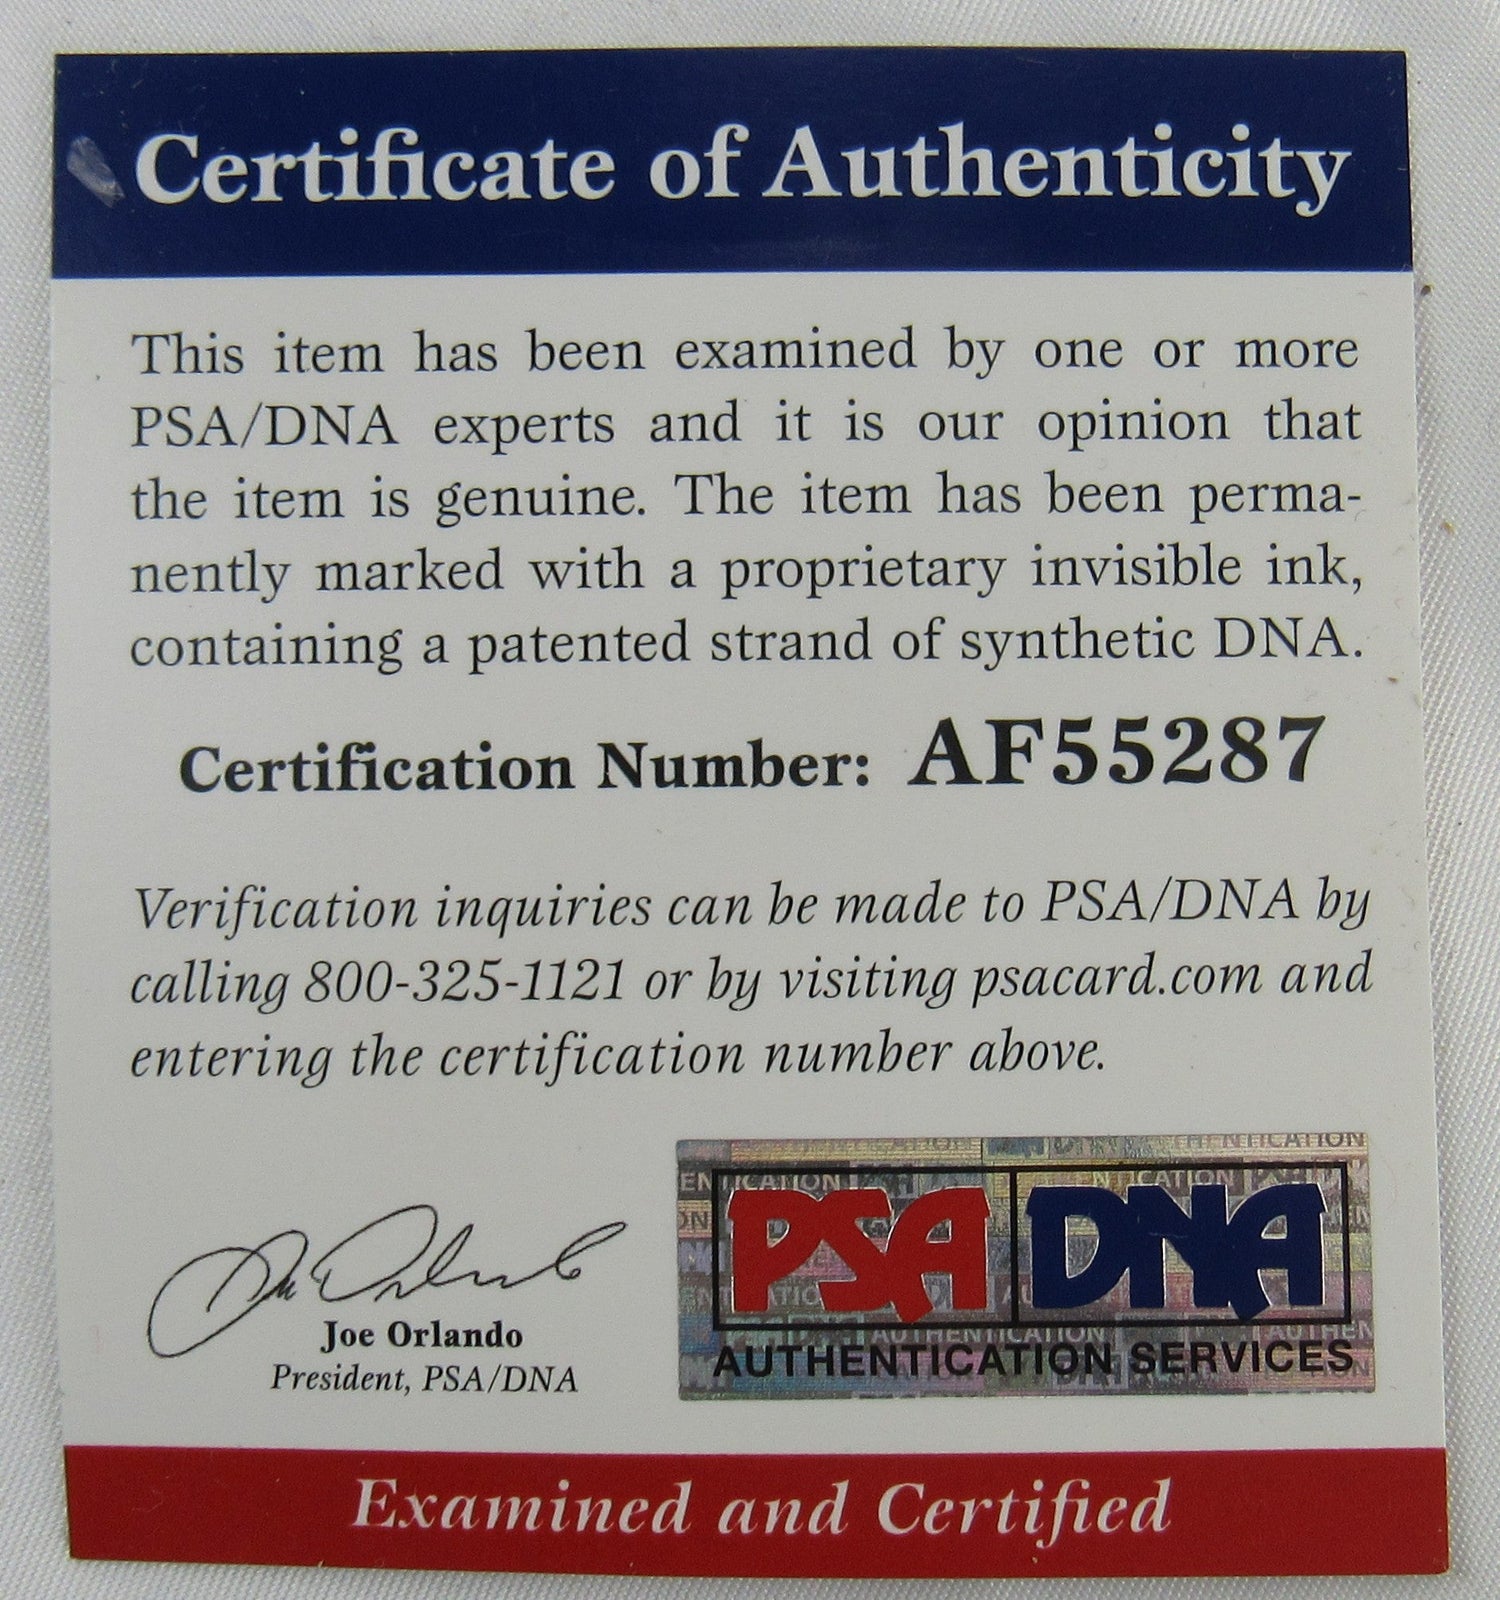 Certificate of Authenticity
This item has been examined by one or more
PSA/DNA experts and it is our opinion that
the item is genuine. The item has been perma-
nently marked with a proprietary invisible ink,
containing a patented strand of synthetic DNA.
Certification Number: AF55287
Verification inquiries can be made to PSA/DNA by
calling 800-325-1121 or by visiting psacard.com and
entering the certification number above.
Joe Orlando
President, PSA/DNA
PSA DNA
AUTHENTICATION SERVICES
Examined and Certified